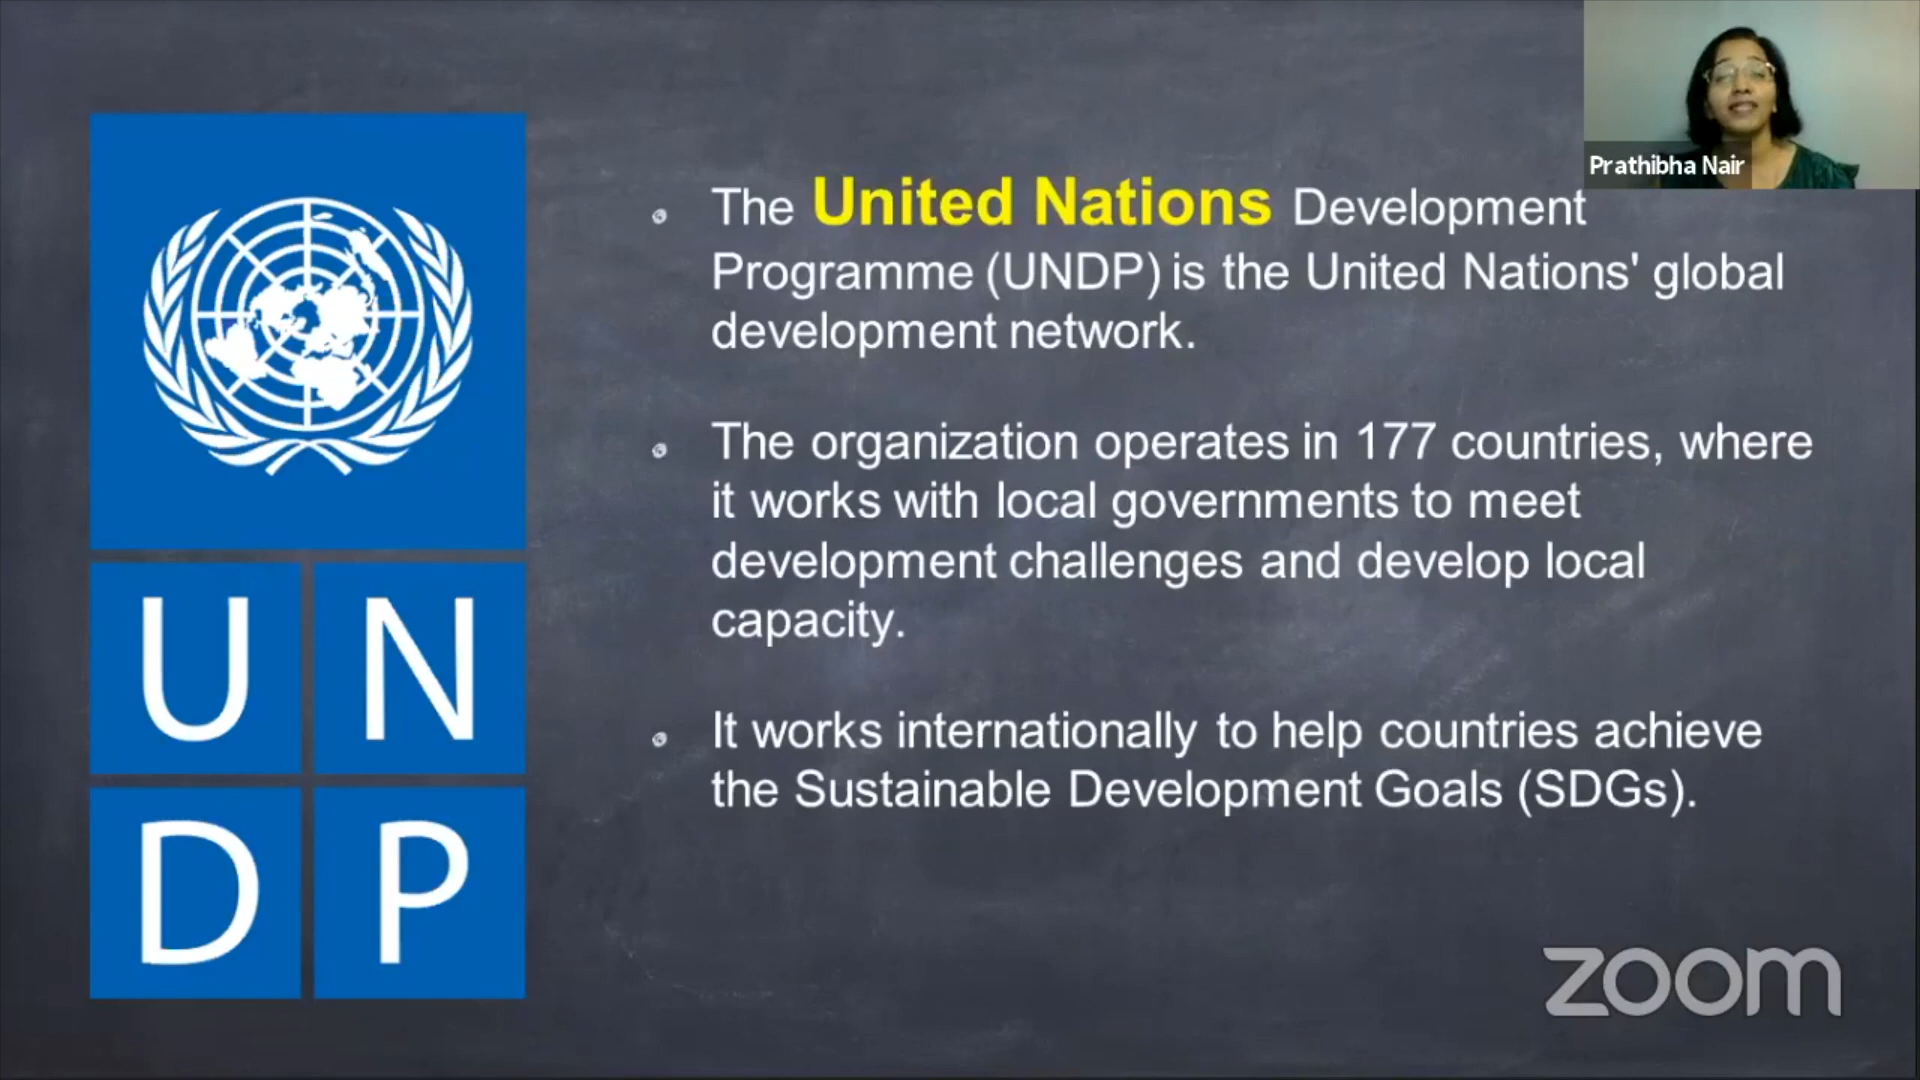 Prathibha Nair
The United Nations Development
Programme (UNDP) is the United Nations' global
development network.
The organization operates in 177 countries, where
it works with local governments to meet
development challenges and develop local
capacity.
It works internationally to help countries achieve
the Sustainable Development Goals (SDGs).
U N
D P
zoom